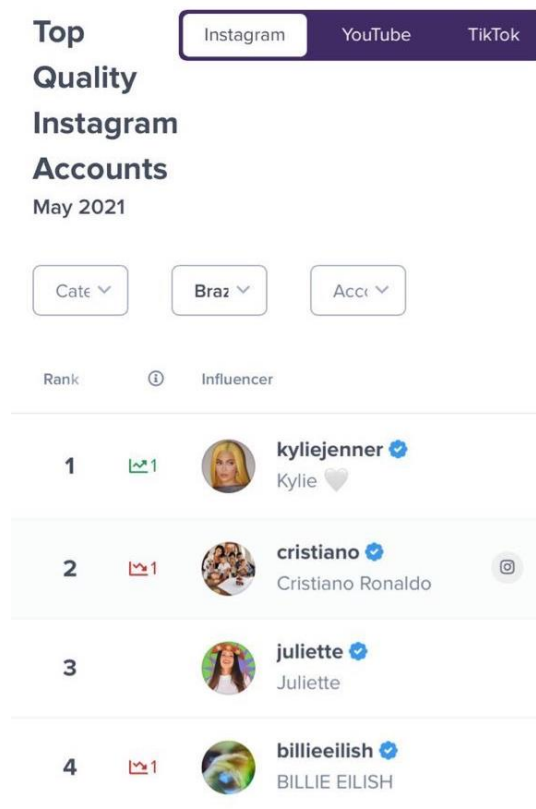 Top
Quality
Instagram
Accounts
May 2021
Instagram YouTube TikTok
Cate Braz Acco
Rank Influencer
1 1 kyliejenner
Kylie 🤍
2 1 cristiano
Cristiano Ronaldo
3 juliette
Juliette
4 1 billieeilish
BILLIE EILISH